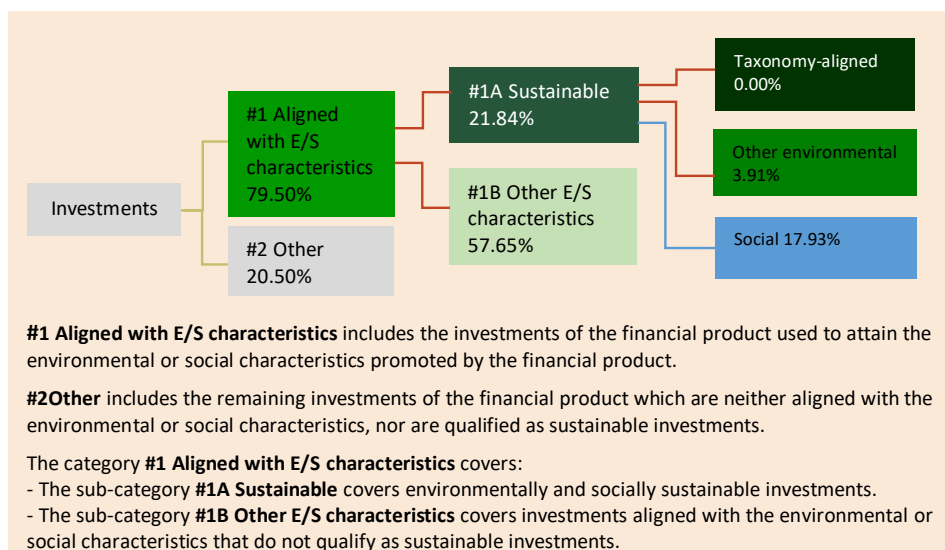 Investments
#1 Aligned
with E/S
characteristics
79.50%
#2 Other
20.50%
#1A Sustainable
21.84%
#1B Other E/S
characteristics
57.65%
Taxonomy-aligned
0.00%
Other environmental
3.91%
Social 17.93%
#1 Aligned with E/S characteristics includes the investments of the financial product used to attain the
environmental or social characteristics promoted by the financial product.
#2Other includes the remaining investments of the financial product which are neither aligned with the
environmental or social characteristics, nor are qualified as sustainable investments.
The category #1 Aligned with E/S characteristics covers:
- The sub-category #1A Sustainable covers environmentally and socially sustainable investments.
- The sub-category #1B Other E/S characteristics covers investments aligned with the environmental or
social characteristics that do not qualify as sustainable investments.